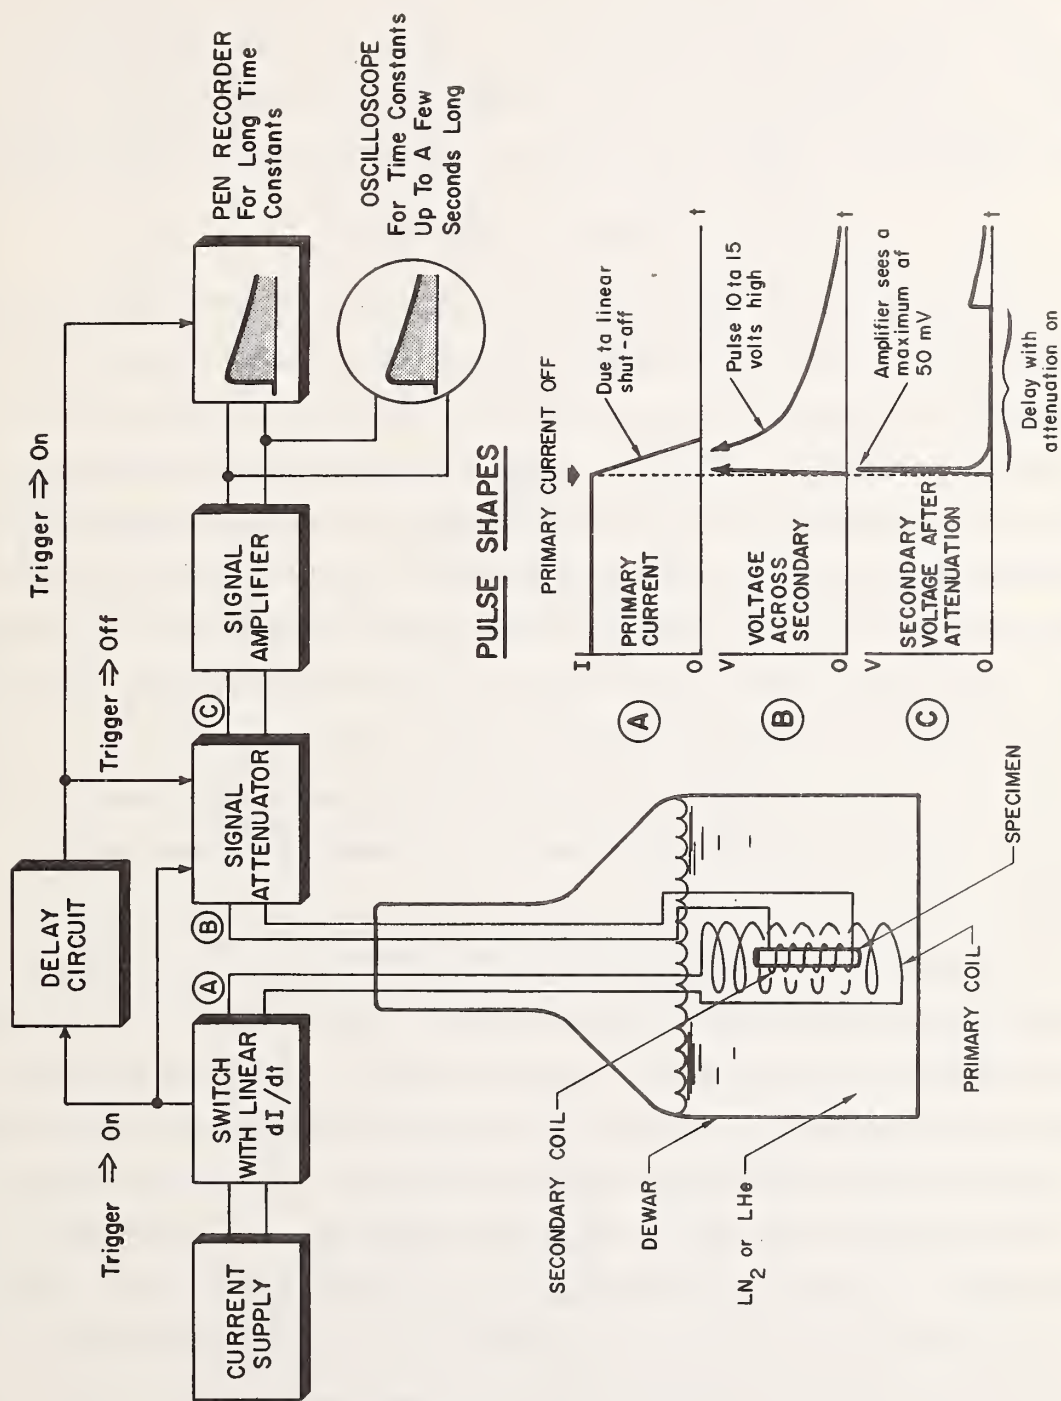 Trigger ⇒ On
DELAY
CIRCUIT
Trigger ⇒ Off
Trigger ⇒ On
CURRENT
SUPPLY
SWITCH
WITH LINEAR
dI/dt
A
B
SIGNAL
ATTENUATOR
C
SIGNAL
AMPLIFIER
PEN RECORDER
For Long Time
Constants
OSCILLOSCOPE
For Time Constants
Up To A Few
Seconds Long
SECONDARY COIL
DEWAR
LN2 or LHe
PRIMARY COIL
SPECIMEN
PULSE SHAPES
PRIMARY CURRENT OFF
A
I
O
PRIMARY
CURRENT
Due to linear
shut-off
t
B
V
O
VOLTAGE
ACROSS
SECONDARY
Pulse 10 to 15
volts high
t
C
V
O
SECONDARY
VOLTAGE AFTER
ATTENUATION
Amplifier sees a
maximum af
50 mV
t
Delay with
attenuation on